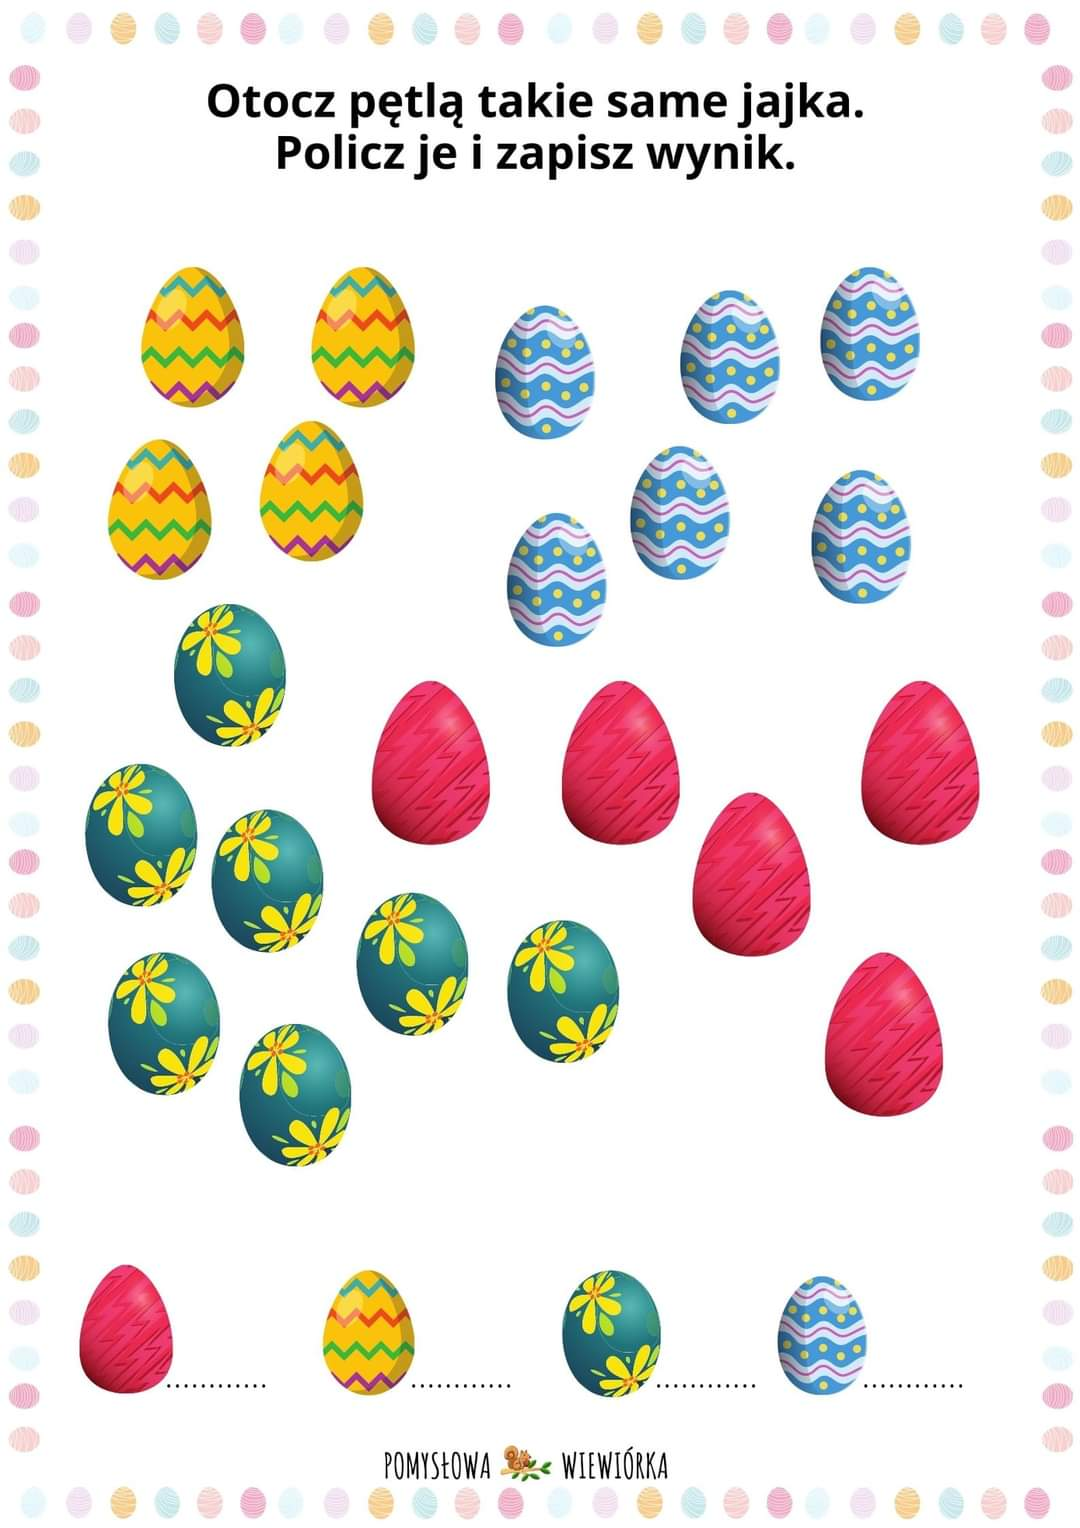 Otocz pętlą takie same jajka.
Policz je i zapisz wynik.
............ ............ ............ ............
POMYSŁOWA WIEWIÓRKA